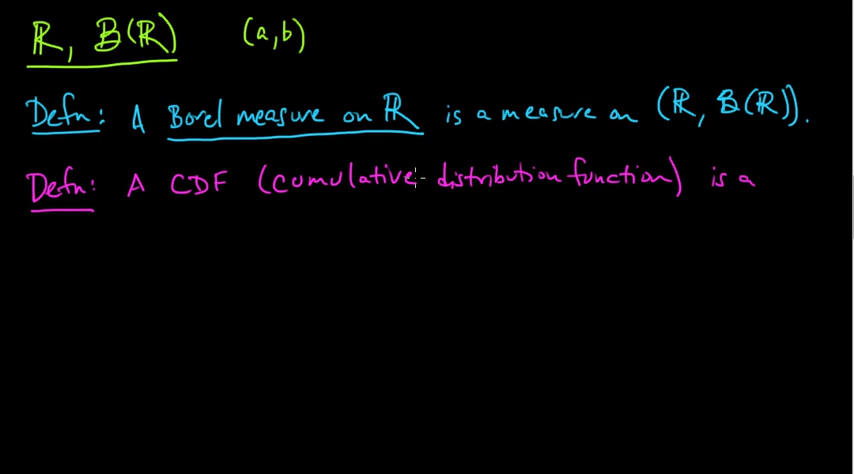 ℝ, B(ℝ) (a,b)
Defn: A Borel measure on ℝ is a measure on (ℝ, B(ℝ)).
Defn: A CDF (cumulative distribution function) is a